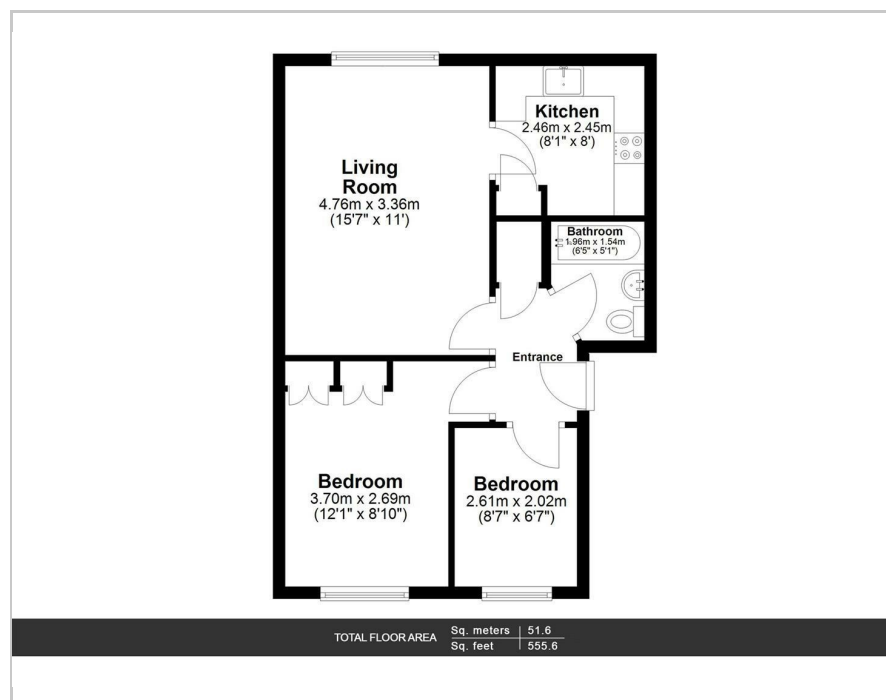 Living
Room
4.76m x 3.36m
(15'7" x 11')
Kitchen
2.46m x 2.45m
(8'1" x 8')
Bathroom
1.96m x 1.54m
(6'5" x 5'1")
Entrance
Bedroom
3.70m x 2.69m
(12'1" x 8'10")
Bedroom
2.61m x 2.02m
(8'7" x 6'7")
TOTAL FLOOR AREA
Sq. meters 51.6
Sq. feet 555.6